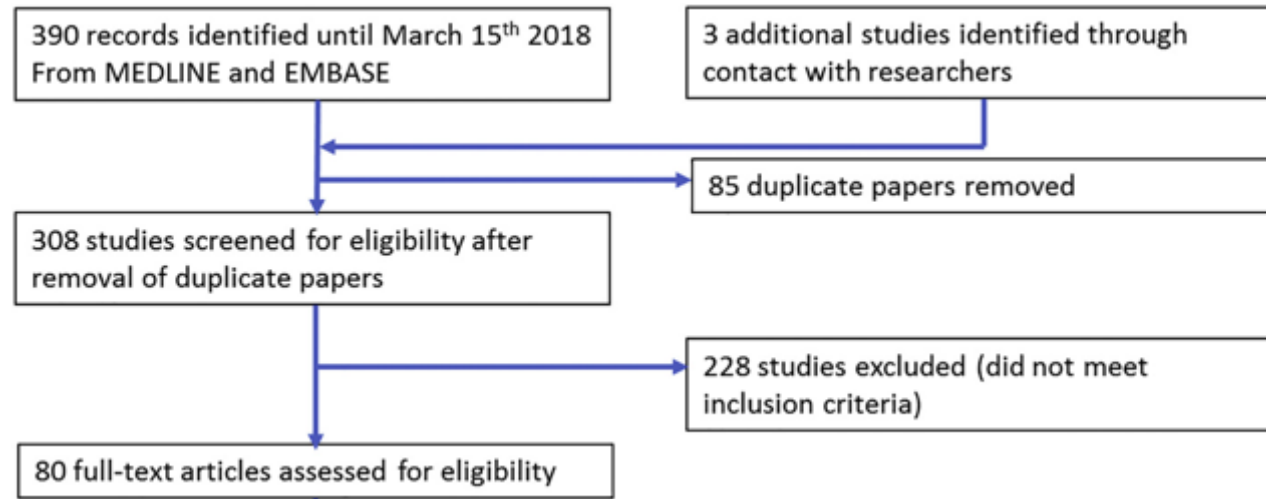 390 records identified until March 15th 2018
From MEDLINE and EMBASE
3 additional studies identified through
contact with researchers
85 duplicate papers removed
308 studies screened for eligibility after
removal of duplicate papers
228 studies excluded (did not meet
inclusion criteria)
80 full-text articles assessed for eligibility